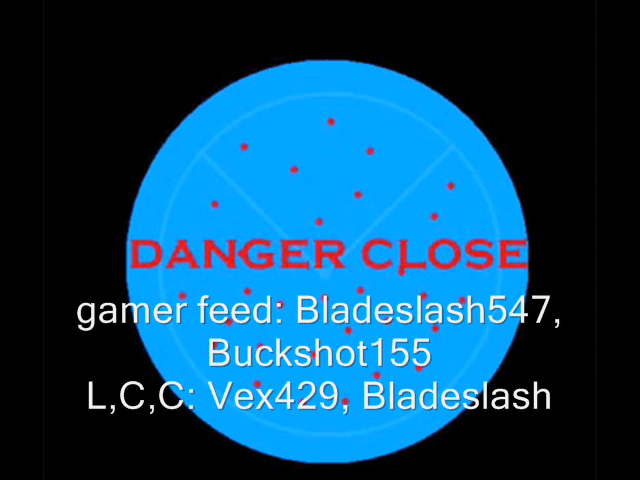 DANGER CLOSE
gamer feed: Bladeslash547,
Buckshot155
L,C,C: Vex429, Bladeslash